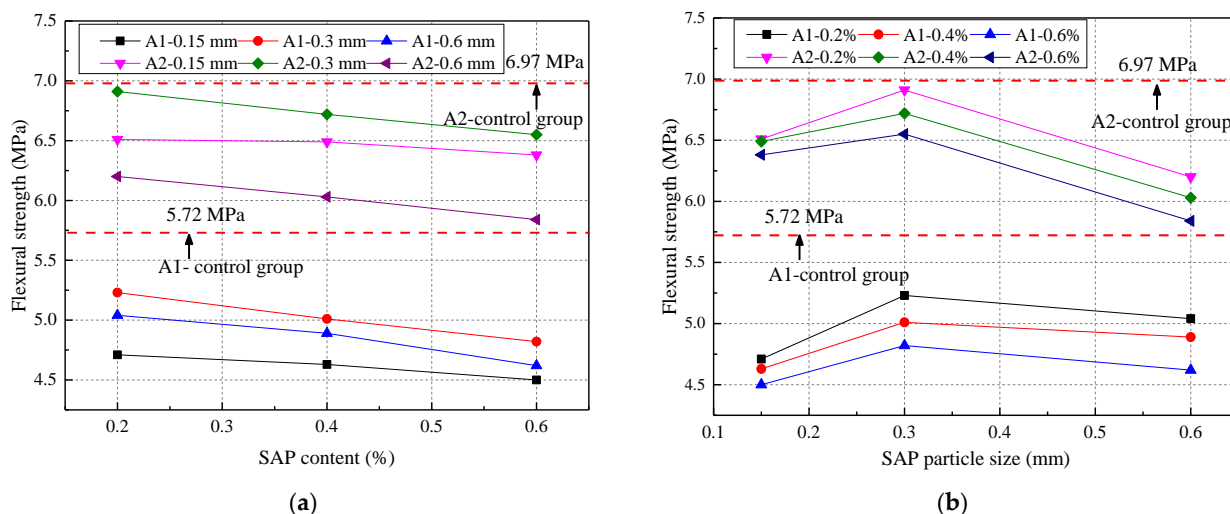 7.5
7.0
6.5
6.0
5.5
5.0
4.5
Flexural strength (MPa)
A1-0.15 mm A1-0.3 mm A1-0.6 mm
A2-0.15 mm A2-0.3 mm A2-0.6 mm
6.97 MPa
A2-control group
5.72 MPa
A1- control group
0.2 0.3 0.4 0.5 0.6
SAP content (%)
(a)
7.5
7.0
6.5
6.0
5.5
5.0
4.5
Flexural strength (MPa)
A1-0.2% A1-0.4% A1-0.6%
A2-0.2% A2-0.4% A2-0.6%
6.97 MPa
A2-control group
5.72 MPa
A1-control group
0.1 0.2 0.3 0.4 0.5 0.6
SAP particle size (mm)
(b)